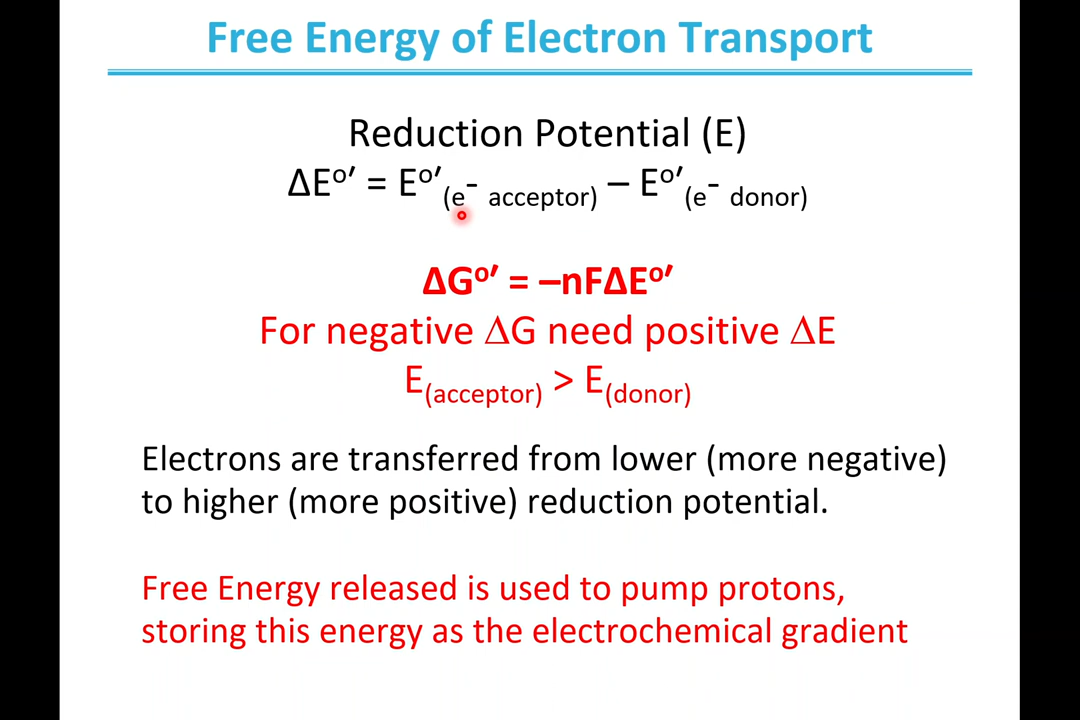 Free Energy of Electron Transport
Reduction Potential (E)
ΔEº′ = Eº′(e- acceptor) – Eº′(e- donor)
ΔGº′ = –nFΔEº′
For negative ΔG need positive ΔE
E(acceptor) > E(donor)
Electrons are transferred from lower (more negative)
to higher (more positive) reduction potential.
Free Energy released is used to pump protons,
storing this energy as the electrochemical gradient